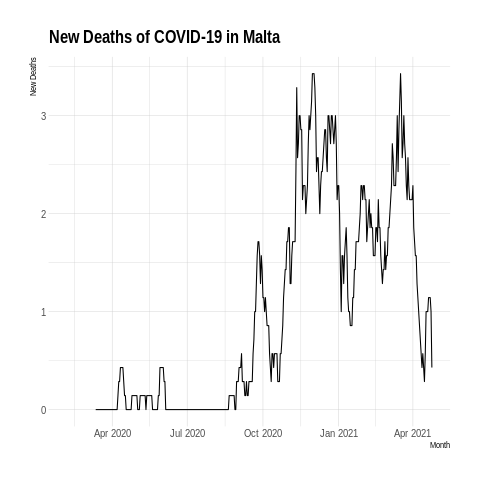 New Deaths of COVID-19 in Malta
New Deaths
3
2
1
0
Apr 2020 Jul 2020 Oct 2020 Jan 2021 Apr 2021
Month